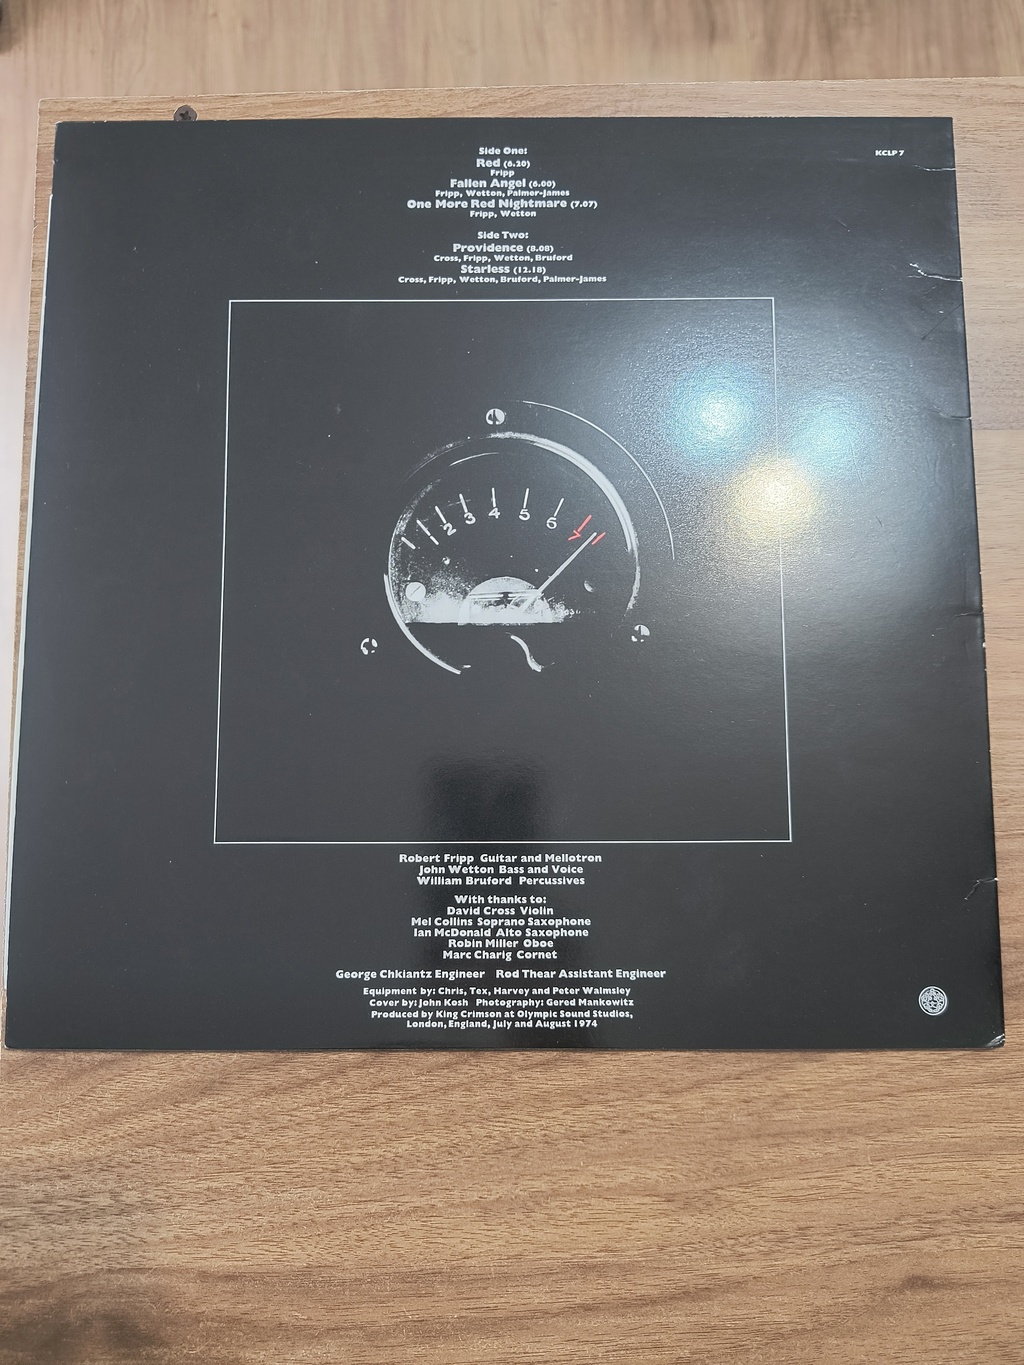 KCLP 7
Side One:
Red (6.20)
Fripp
Fallen Angel (6.00)
Fripp, Wetton, Palmer-James
One More Red Nightmare (7.07)
Fripp, Wetton
Side Two:
Providence (8.08)
Cross, Fripp, Wetton, Bruford
Starless (12.18)
Cross, Fripp, Wetton, Bruford, Palmer-James
2 3 4 5 6 7
Robert Fripp Guitar and Mellotron
John Wetton Bass and Voice
William Bruford Percussives
With thanks to:
David Cross Violin
Mel Collins Soprano Saxophone
Ian McDonald Alto Saxophone
Robin Miller Oboe
Marc Charig Cornet
George Chkiantz Engineer Rod Thear Assistant Engineer
Equipment by: Chris, Tex, Harvey and Peter Walmsley
Cover by: John Kosh Photography: Gered Mankowitz
Produced by King Crimson at Olympic Sound Studios,
London, England, July and August 1974